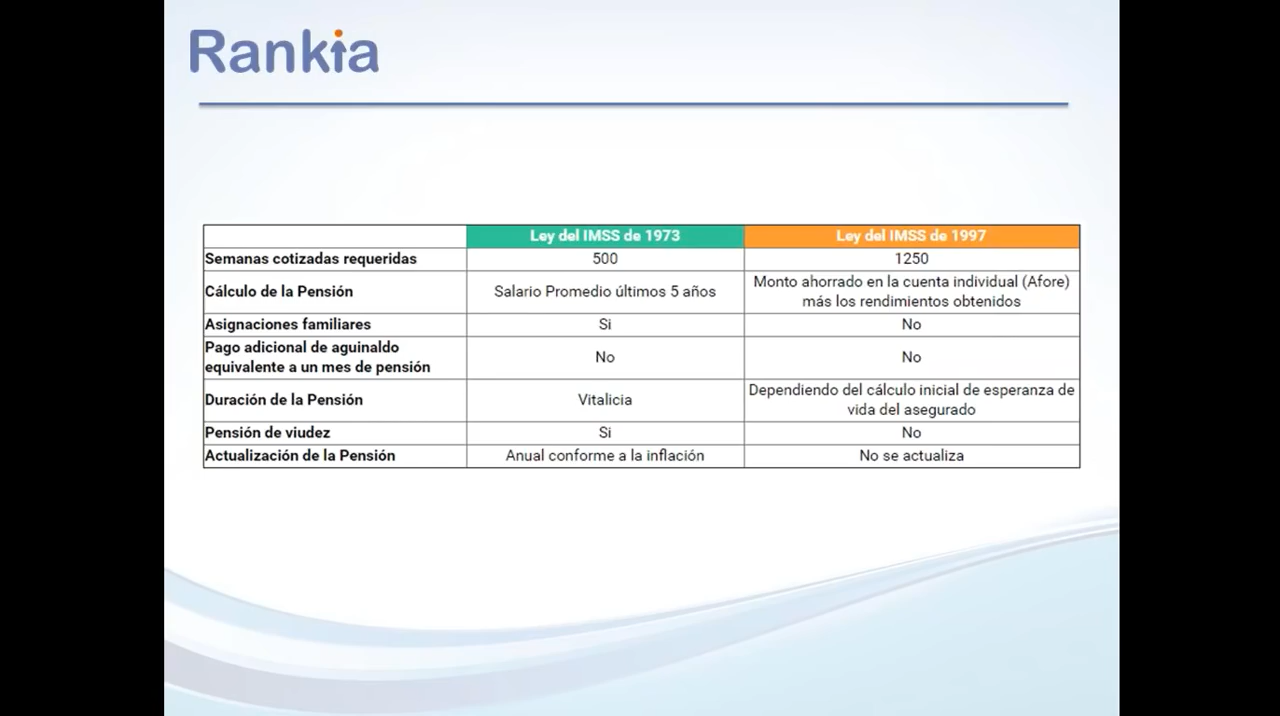 Rankia
Ley del IMSS de 1973 Ley del IMSS de 1997
Semanas cotizadas requeridas 500 1250
Cálculo de la Pensión Salario Promedio últimos 5 años Monto ahorrado en la cuenta individual (Afore)
más los rendimientos obtenidos
Asignaciones familiares Si No
Pago adicional de aguinaldo
equivalente a un mes de pensión No No
Duración de la Pensión Vitalicia Dependiendo del cálculo inicial de esperanza de
vida del asegurado
Pensión de viudez Si No
Actualización de la Pensión Anual conforme a la inflación No se actualiza